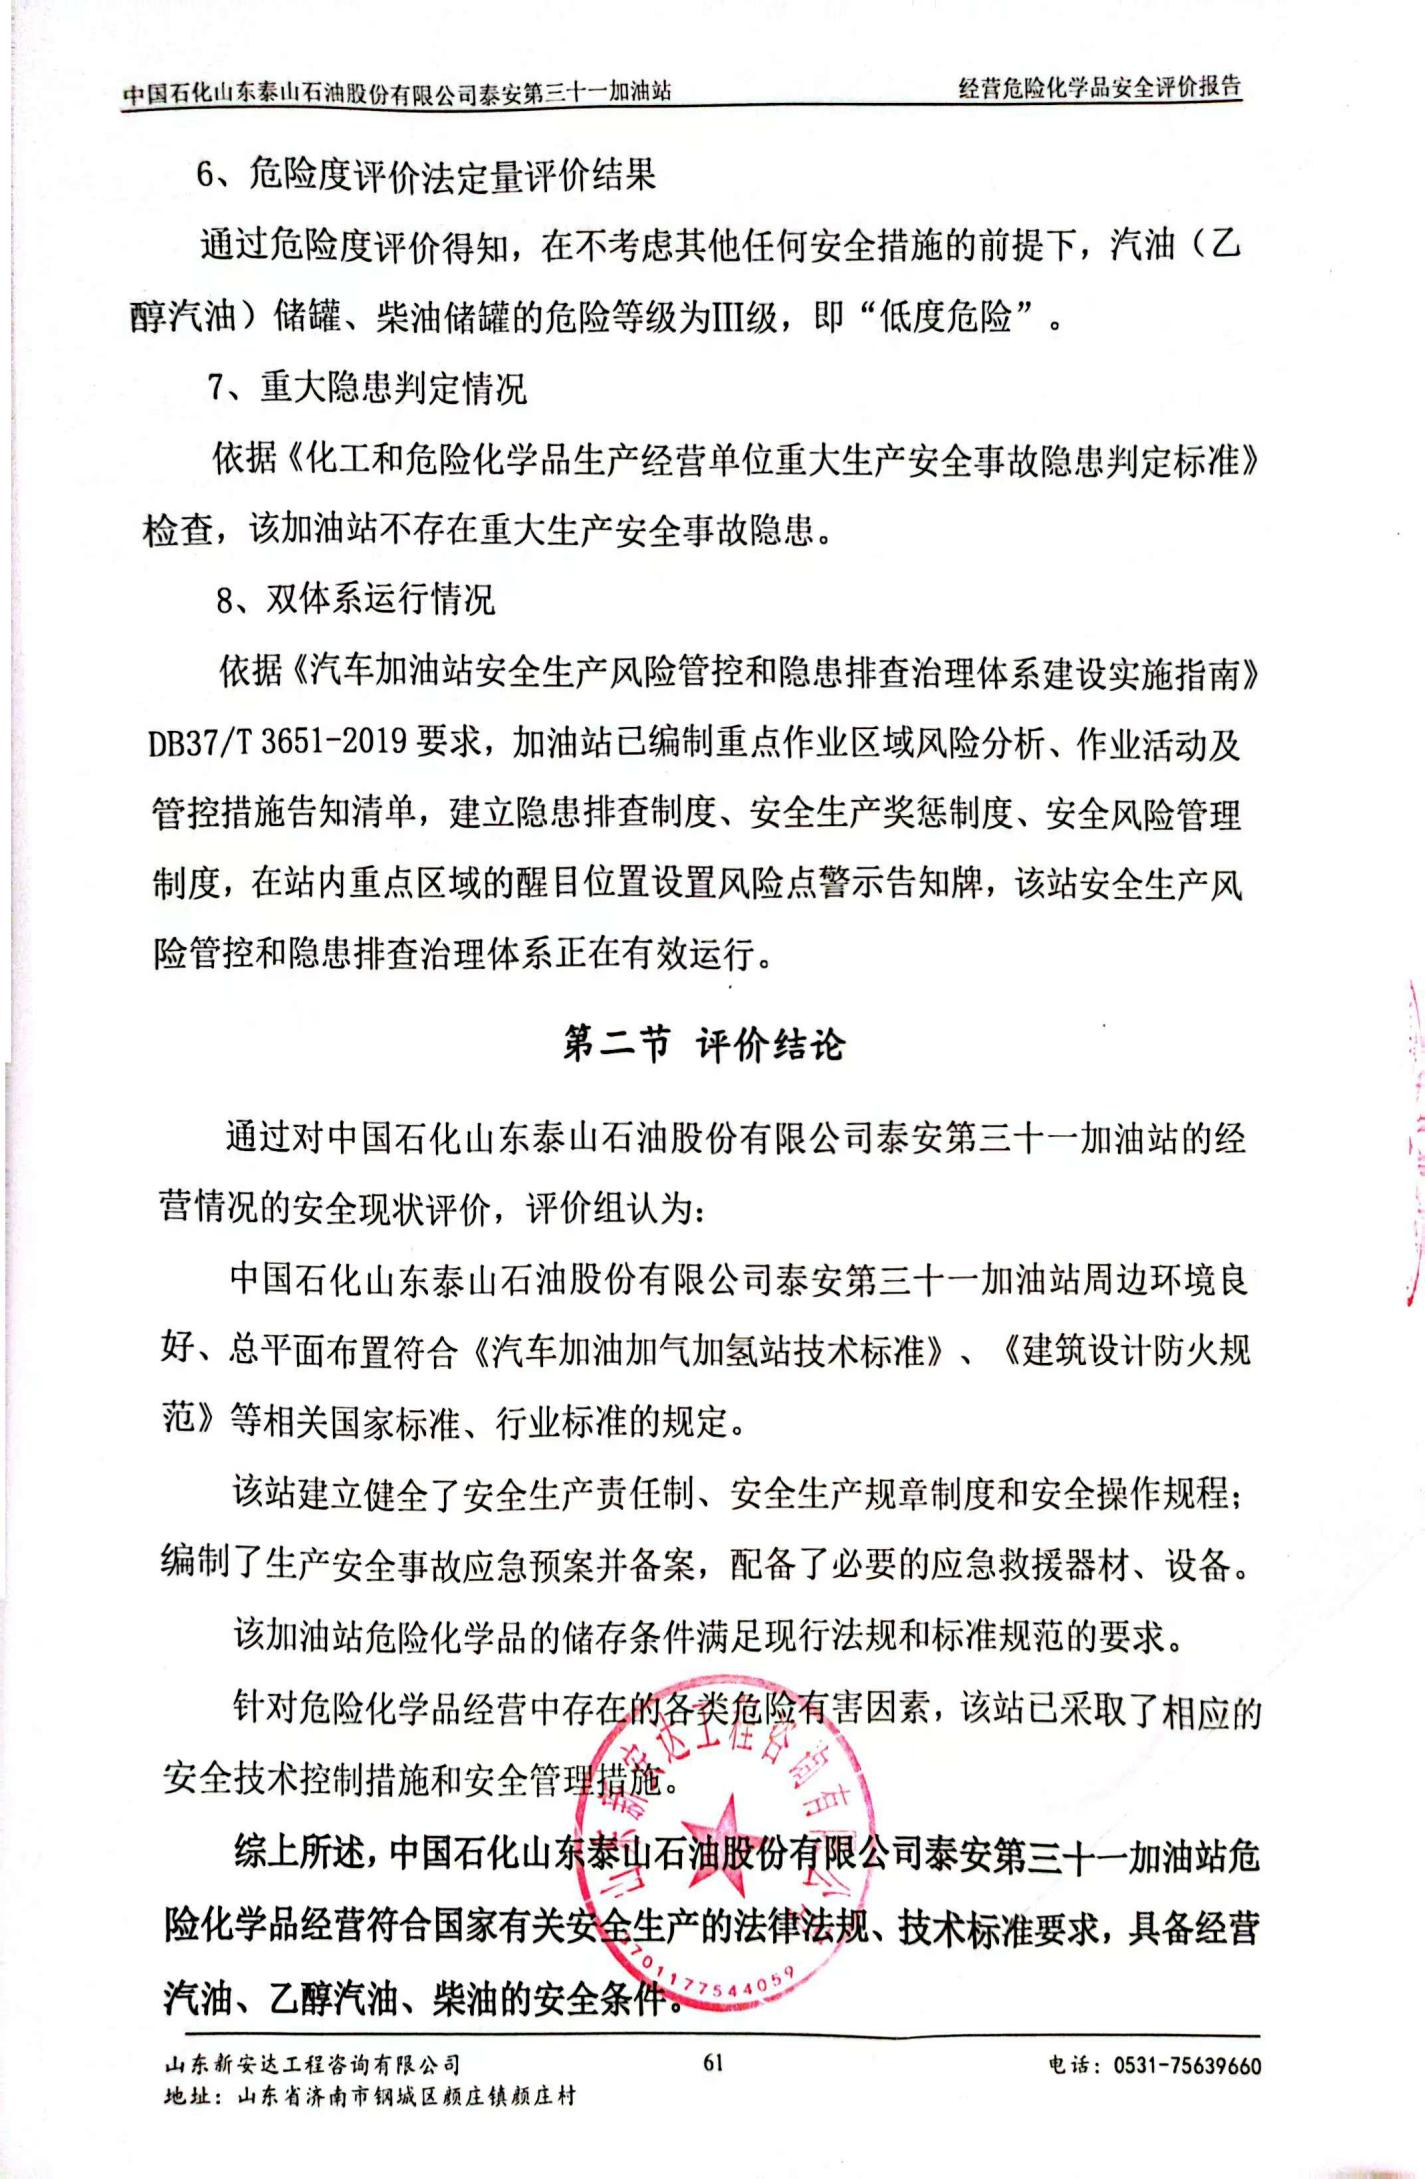 中国石化山东泰山石油股份有限公司泰安第三十一加油站
经营危险化学品安全评价报告
6、危险度评价法定量评价结果
通过危险度评价得知，在不考虑其他任何安全措施的前提下，汽油（乙
醇汽油）储罐、柴油储罐的危险等级为III级，即“低度危险”。
7、重大隐患判定情况
依据《化工和危险化学品生产经营单位重大生产安全事故隐患判定标准》
检查，该加油站不存在重大生产安全事故隐患。
8、双体系运行情况
依据《汽车加油站安全生产风险管控和隐患排查治理体系建设实施指南》
DB37/T 3651-2019 要求，加油站已编制重点作业区域风险分析、作业活动及
管控措施告知清单，建立隐患排查制度、安全生产奖惩制度、安全风险管理
制度，在站内重点区域的醒目位置设置风险点警示告知牌，该站安全生产风
险管控和隐患排查治理体系正在有效运行。
第二节 评价结论
通过对中国石化山东泰山石油股份有限公司泰安第三十一加油站的经
营情况的安全现状评价，评价组认为：
中国石化山东泰山石油股份有限公司泰安第三十一加油站周边环境良
好、总平面布置符合《汽车加油加气加氢站技术标准》、《建筑设计防火规
范》等相关国家标准、行业标准的规定。
该站建立健全了安全生产责任制、安全生产规章制度和安全操作规程；
编制了生产安全事故应急预案并备案，配备了必要的应急救援器材、设备。
该加油站危险化学品的储存条件满足现行法规和标准规范的要求。
针对危险化学品经营中存在的各类危险有害因素，该站已采取了相应的
安全技术控制措施和安全管理措施。
综上所述，中国石化山东泰山石油股份有限公司泰安第三十一加油站危
险化学品经营符合国家有关安全生产的法律法规、技术标准要求，具备经营
汽油、乙醇汽油、柴油的安全条件。
山东新安达工程咨询有限公司
3701177544059
山东新安达工程咨询有限公司
61
电话：0531-75639660
地址：山东省济南市钢城区颜庄镇颜庄村